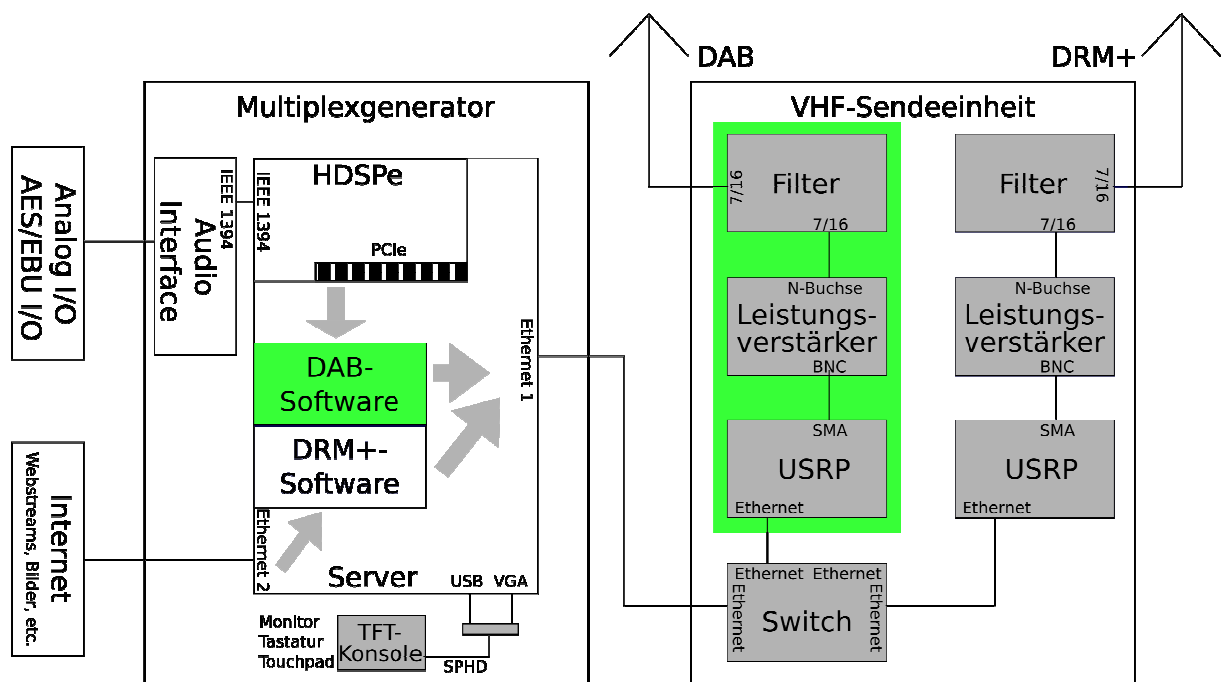 DAB
DRM+
Multiplexgenerator
VHF-Sendeeinheit
Analog I/O
AES/EBU I/O
IEEE 1394
Audio
Interface
IEEE 1394
HDSPe
PCIe
DAB-
Software
DRM+-
Software
Ethernet 1
Ethernet 2
Server
USB VGA
Internet
Webstreams, Bilder, etc.
Monitor
Tastatur
Touchpad
TFT-
Konsole
SPHD
7/16
Filter
7/16
N-Buchse
Leistungs-
verstärker
BNC
SMA
USRP
Ethernet
Filter
7/16
7/16
N-Buchse
Leistungs-
verstärker
BNC
SMA
USRP
Ethernet
Ethernet Ethernet
Ethernet
Switch
Ethernet